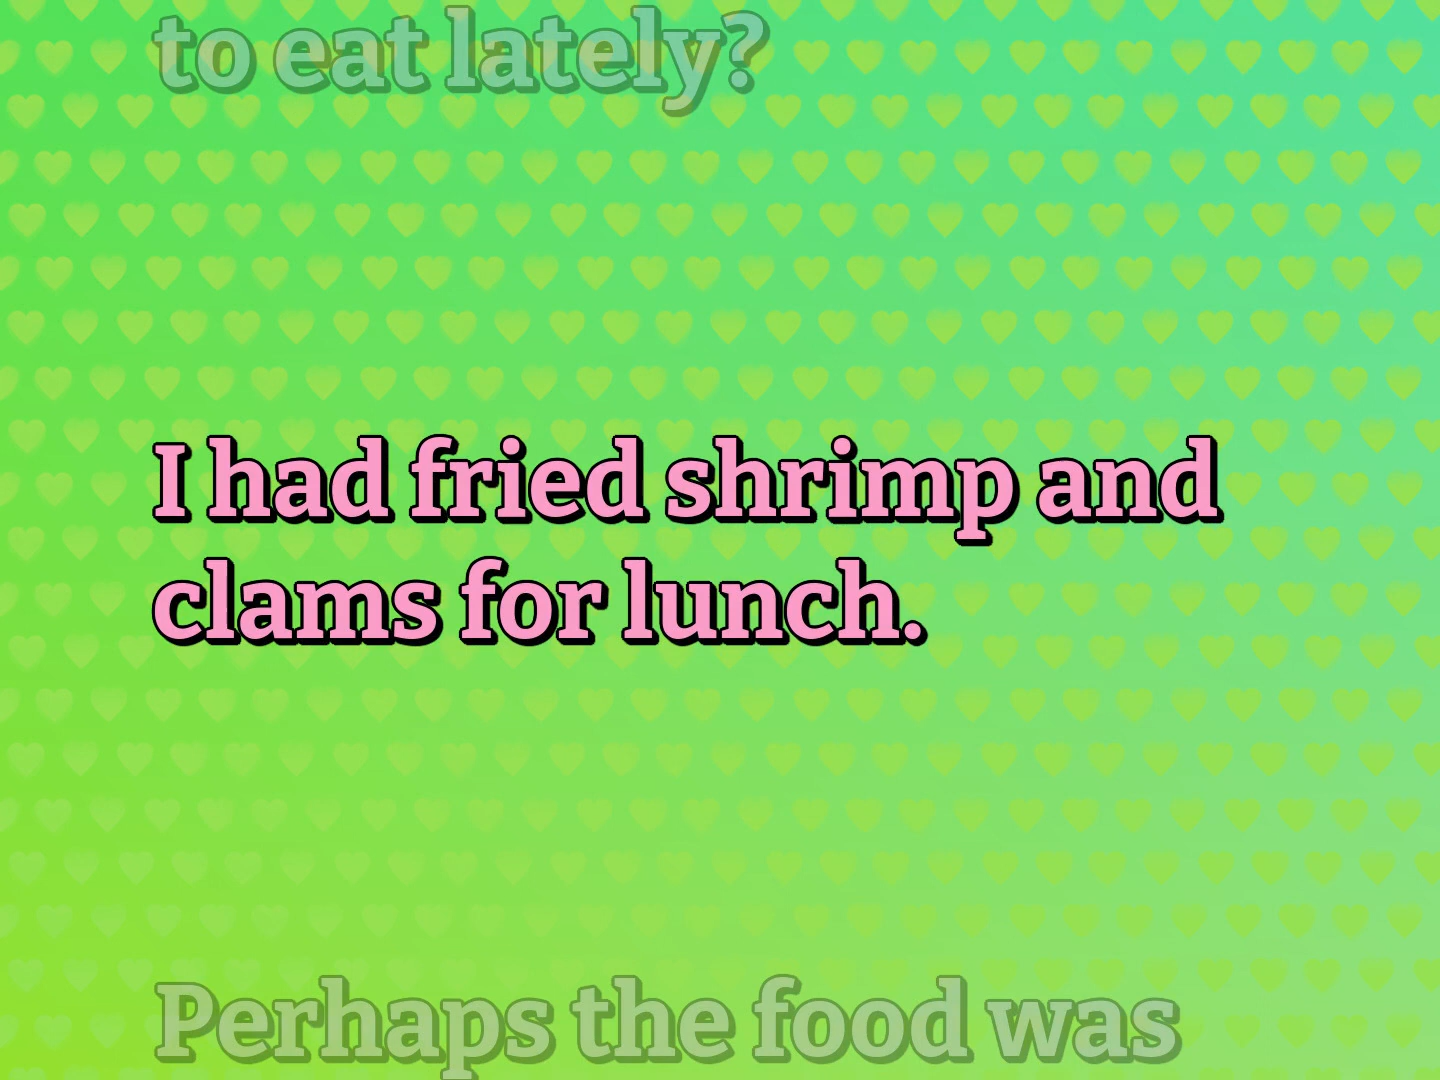 to eat lately?
I had fried shrimp and
clams for lunch.
Perhaps the food was